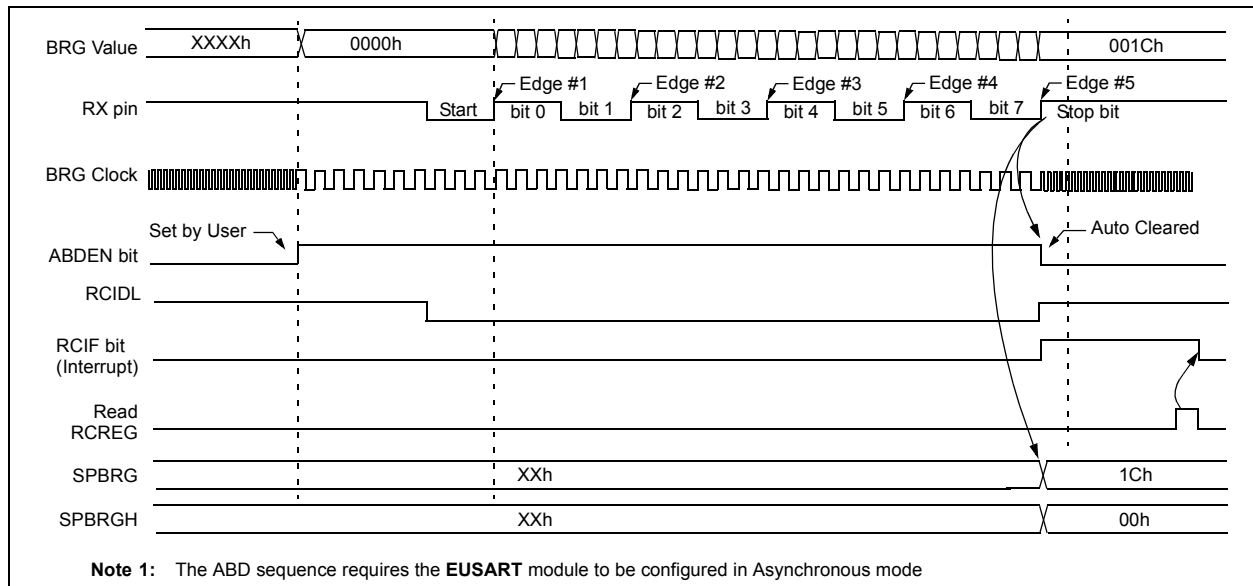 BRG Value XXXXh 0000h 001Ch
Edge #1 Edge #2 Edge #3 Edge #4 Edge #5
RX pin Start bit 0 bit 1 bit 2 bit 3 bit 4 bit 5 bit 6 bit 7 Stop bit
BRG Clock
Set by User Auto Cleared
ABDEN bit
RCIDL
RCIF bit
(Interrupt)
Read
RCREG
SPBRG XXh 1Ch
SPBRGH XXh 00h
Note 1: The ABD sequence requires the EUSART module to be configured in Asynchronous mode